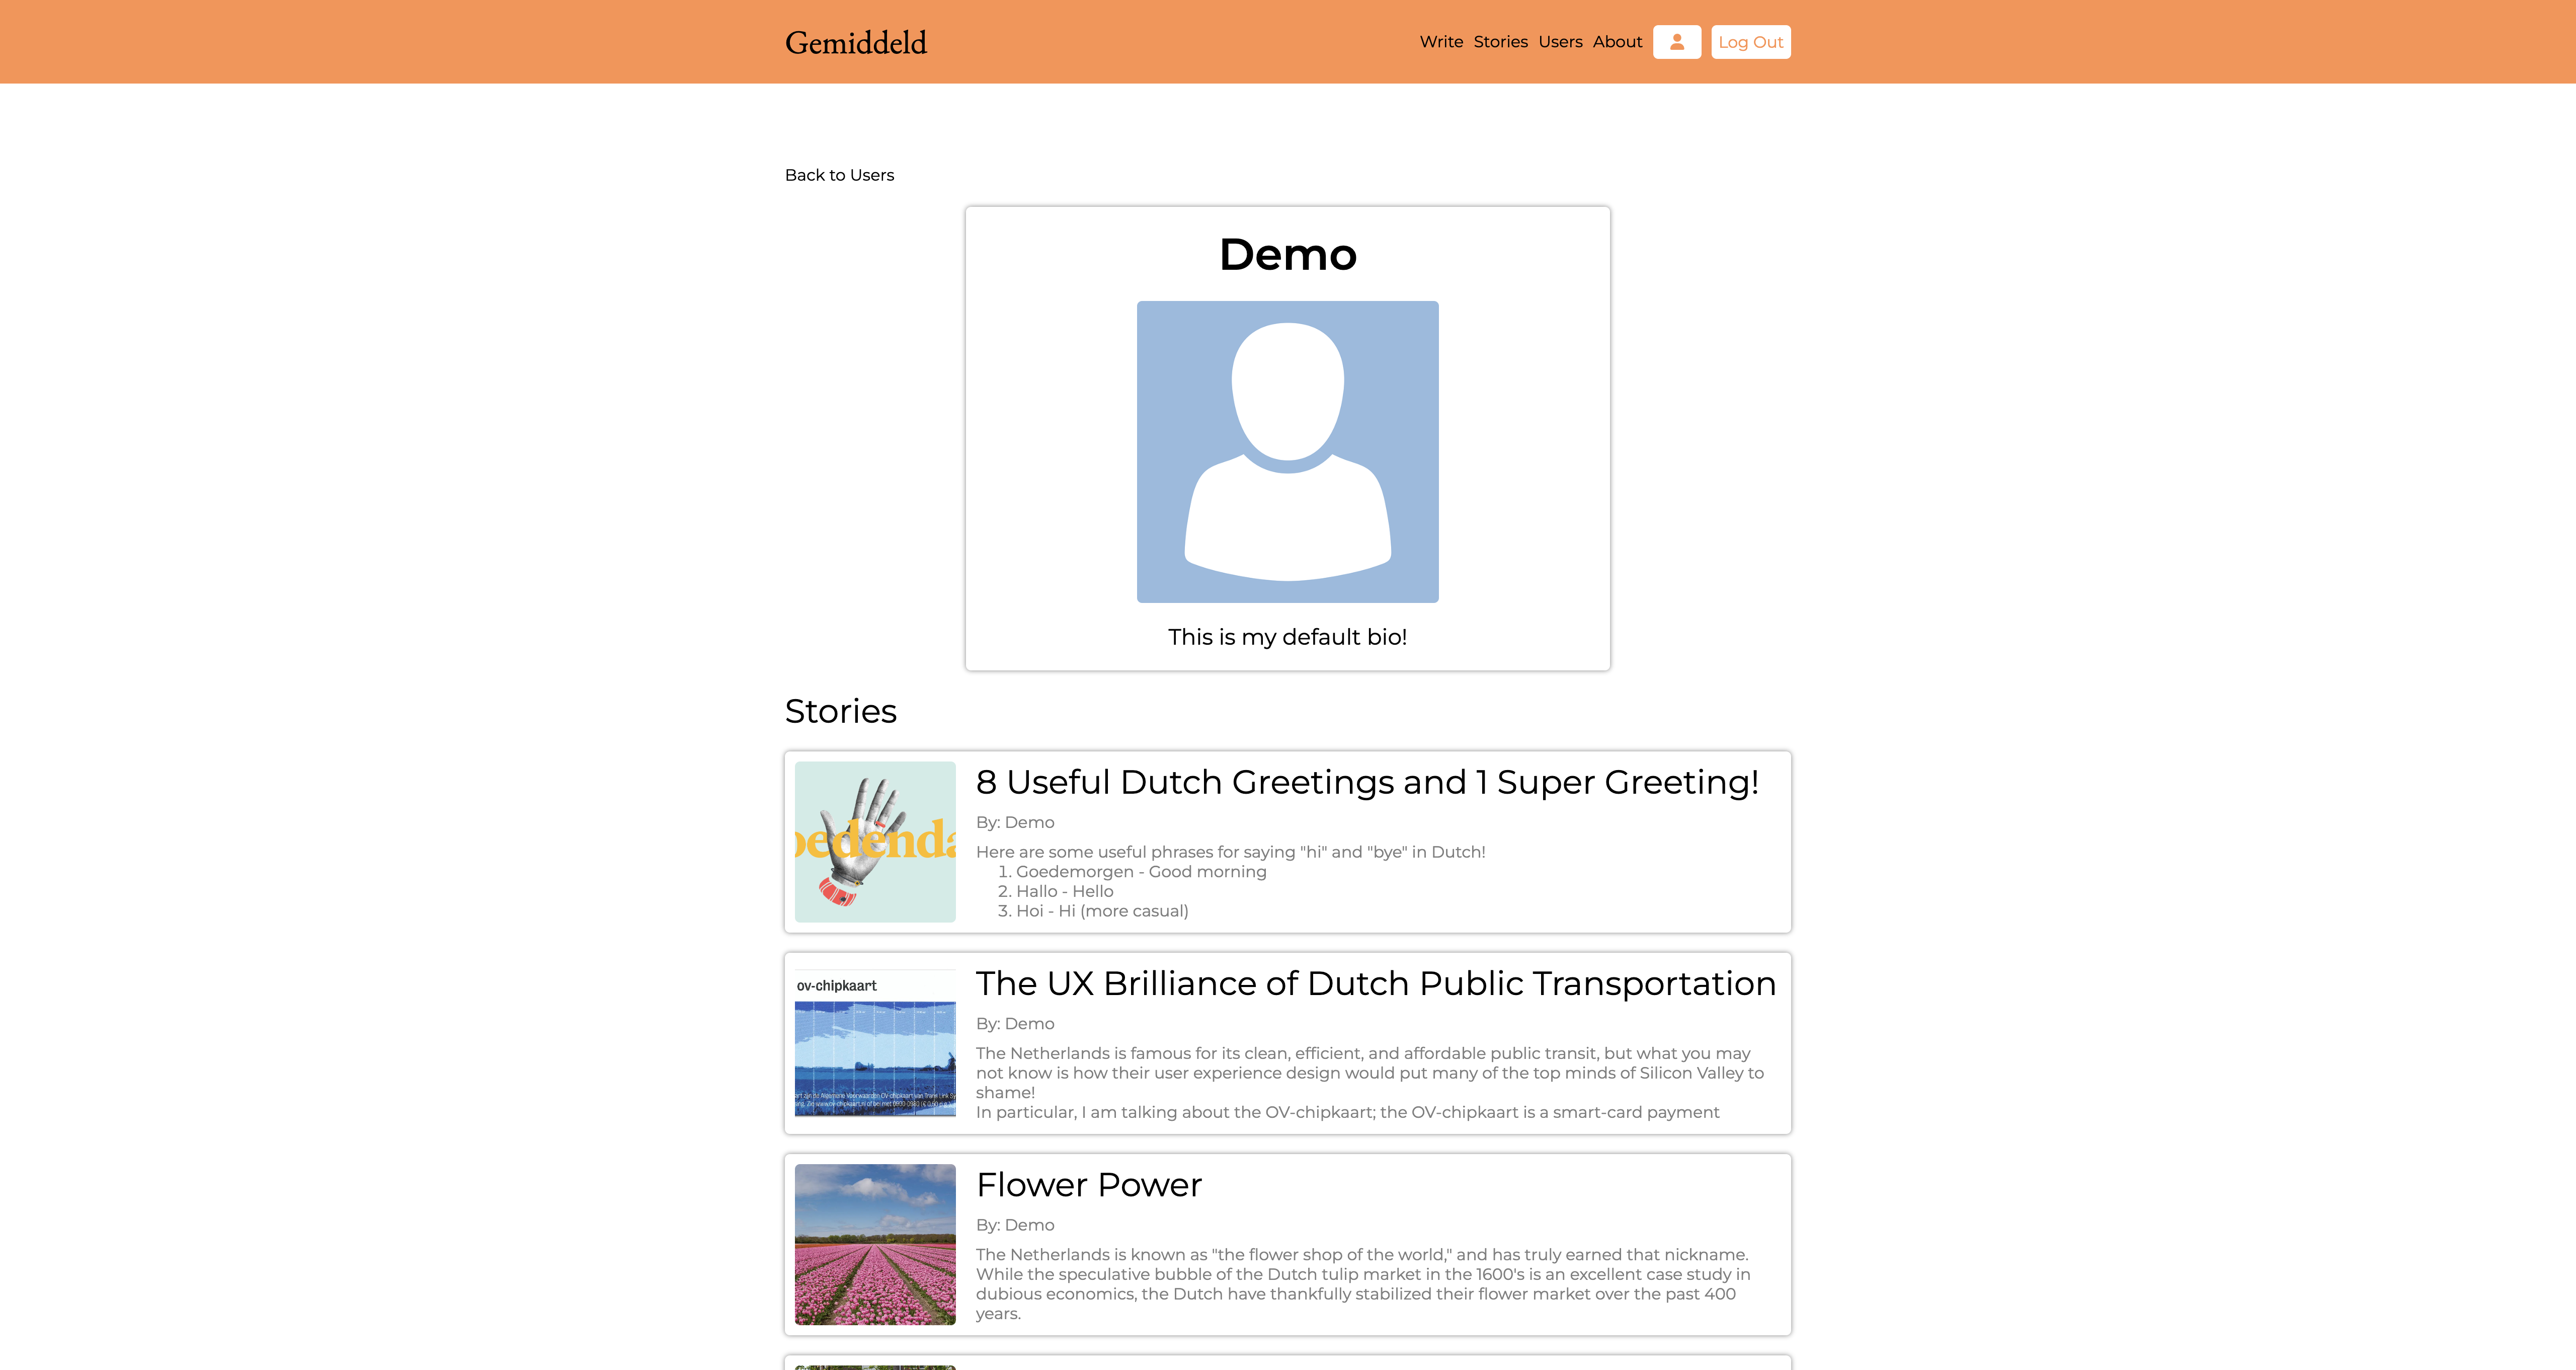 Gemiddeld
Write Stories Users About Log Out
Back to Users
Demo
This is my default bio!
Stories
oedenda
8 Useful Dutch Greetings and 1 Super Greeting!
By: Demo
Here are some useful phrases for saying "hi" and "bye" in Dutch!
1. Goedemorgen - Good morning
2. Hallo - Hello
3. Hoi - Hi (more casual)
ov-chipkaart
The UX Brilliance of Dutch Public Transportation
By: Demo
The Netherlands is famous for its clean, efficient, and affordable public transit, but what you may
not know is how their user experience design would put many of the top minds of Silicon Valley to
shame!
In particular, I am talking about the OV-chipkaart; the OV-chipkaart is a smart-card payment
Flower Power
By: Demo
The Netherlands is known as "the flower shop of the world," and has truly earned that nickname.
While the speculative bubble of the Dutch tulip market in the 1600's is an excellent case study in
dubious economics, the Dutch have thankfully stabilized their flower market over the past 400
years.